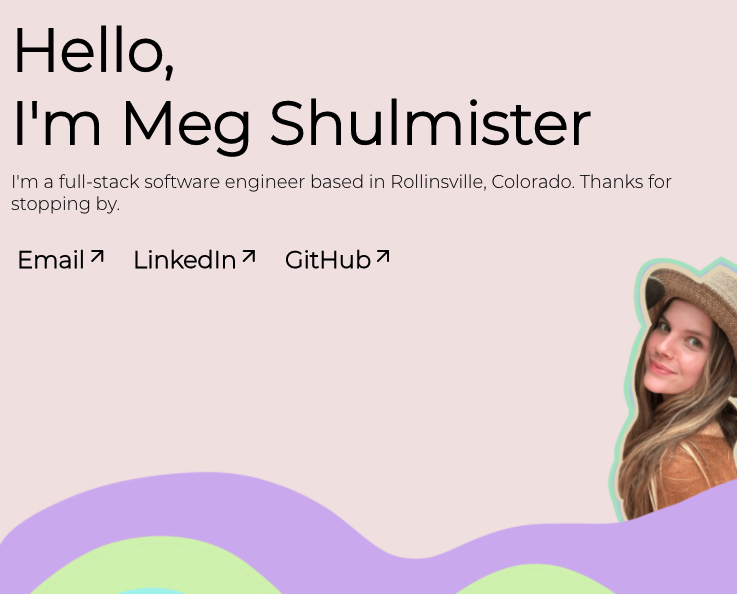 Hello,
I'm Meg Shulmister
I'm a full-stack software engineer based in Rollinsville, Colorado. Thanks for
stopping by.
Email LinkedIn GitHub